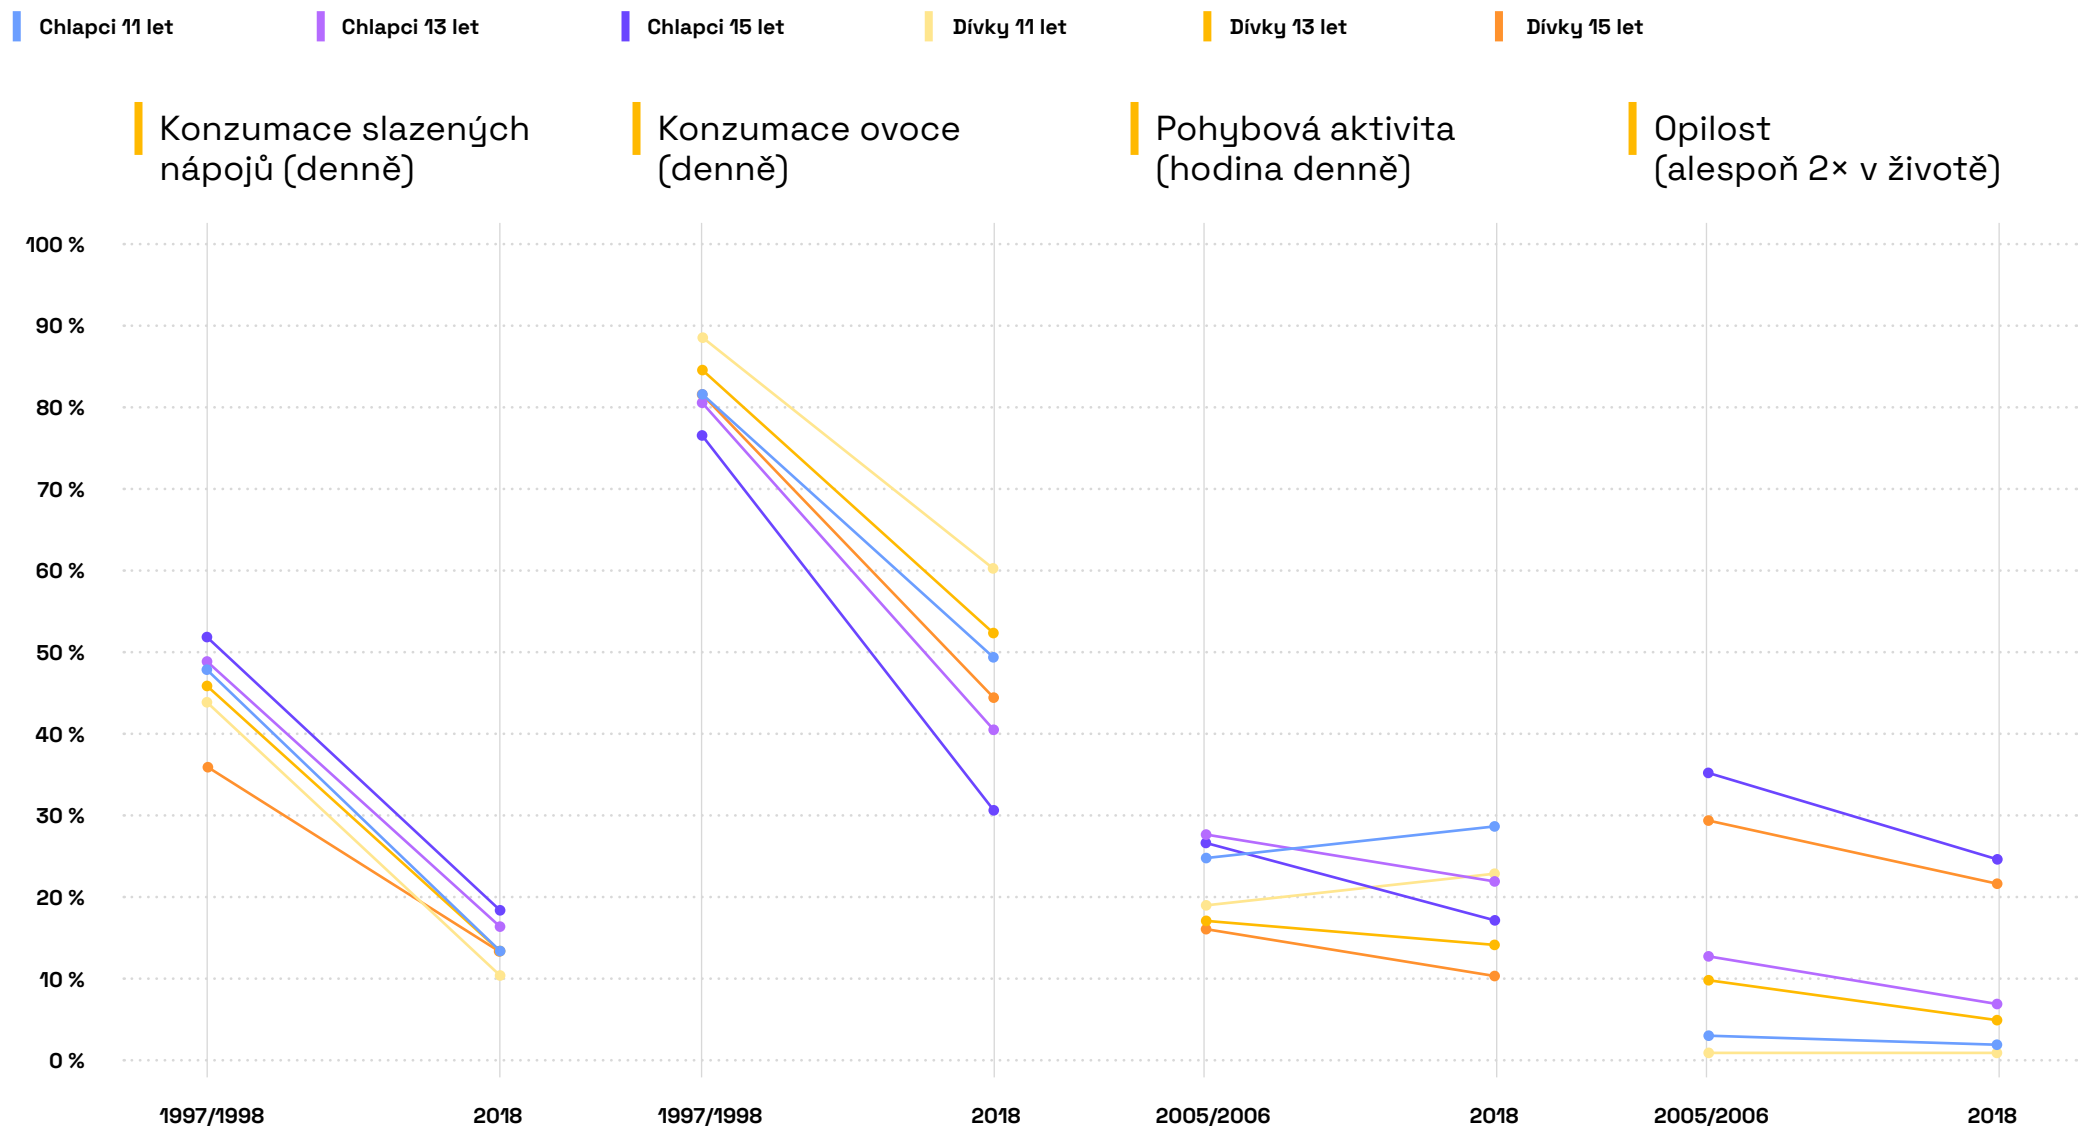 Chlapci 11 let
Chlapci 13 let
Chlapci 15 let
Dívky 11 let
Dívky 13 let
Dívky 15 let
Konzumace slazených
nápojů (denně)
Konzumace ovoce
(denně)
Pohybová aktivita
(hodina denně)
Opilost
(alespoň 2× v životě)
100 %
90 %
80 %
70 %
60 %
50 %
40 %
30 %
20 %
10 %
0 %
1997/1998
2018
1997/1998
2018
2005/2006
2018
2005/2006
2018